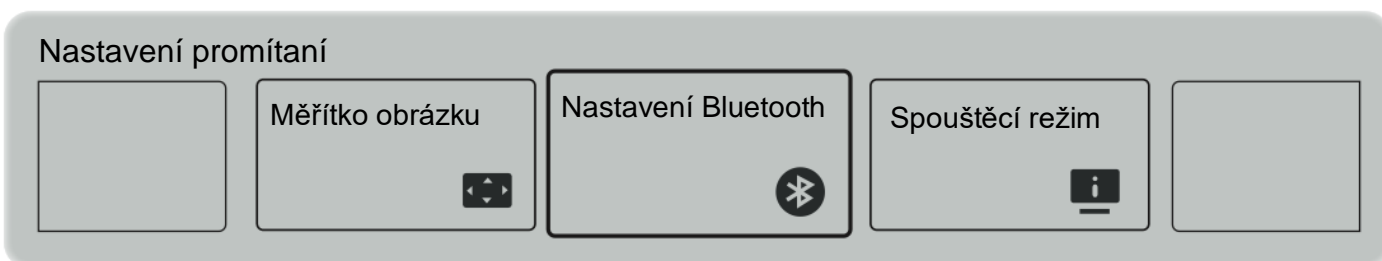 Nastavení promítaní
Měřítko obrázku
Nastavení Bluetooth
Spouštěcí režim